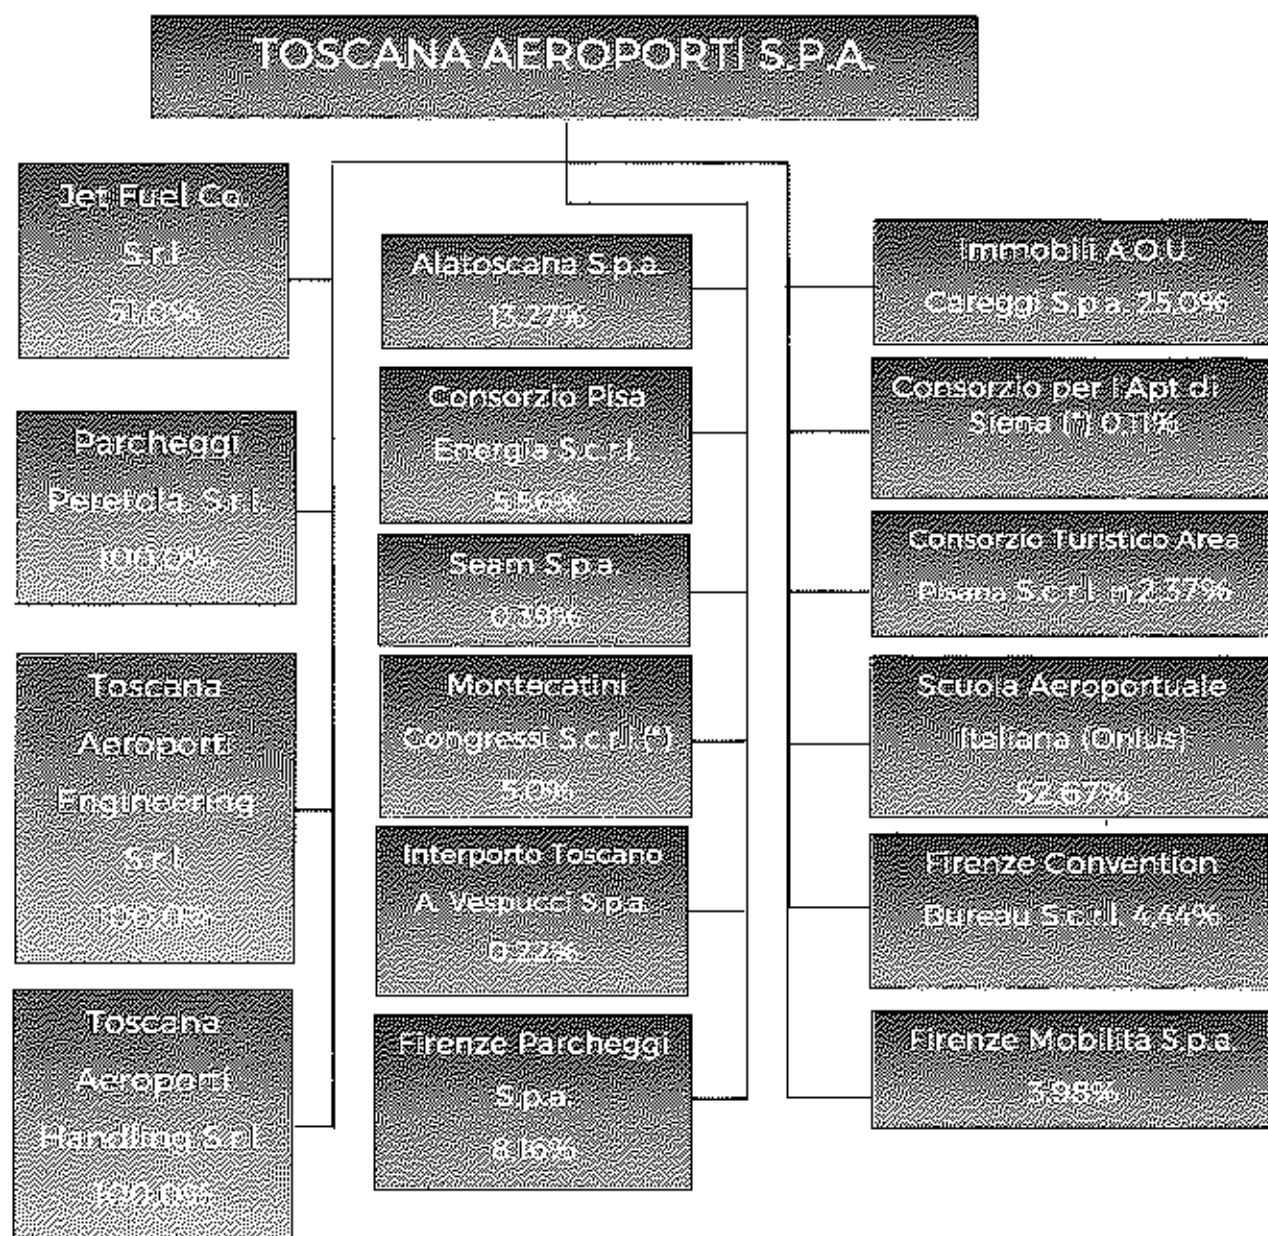 TOSCANA AEROPORTI S.P.A.
Jet Fuel Co.
S.r.l
51,0%
Parcheggi
Peretola S.r.l.
100,0%
Toscana
Aeroporti
Engineering
S.r.l
100,0%
Toscana
Aeroporti
Handling S.r.l
100,0%
Alatoscana S.p.a.
13,27%
Consorzio Pisa
Energia S.c.r.l.
5,56%
Seam S.p.a.
0,39%
Montecatini
Congressi S.c.r.l. (*)
5,0%
Interporto Toscano
A. Vespucci S.p.a.
0,22%
Firenze Parcheggi
S.p.a.
8,16%
Immobili A.O.U.
Careggi S.p.a. 25,0%
Consorzio per l'Apt di
Siena (*) 0,11%
Consorzio Turistico Area
Pisana S.c.r.l. 2,37%
Scuola Aeroportuale
Italiana (Onlus)
52,67%
Firenze Convention
Bureau S.c.r.l. 4,44%
Firenze Mobilità S.p.a.
3,98%